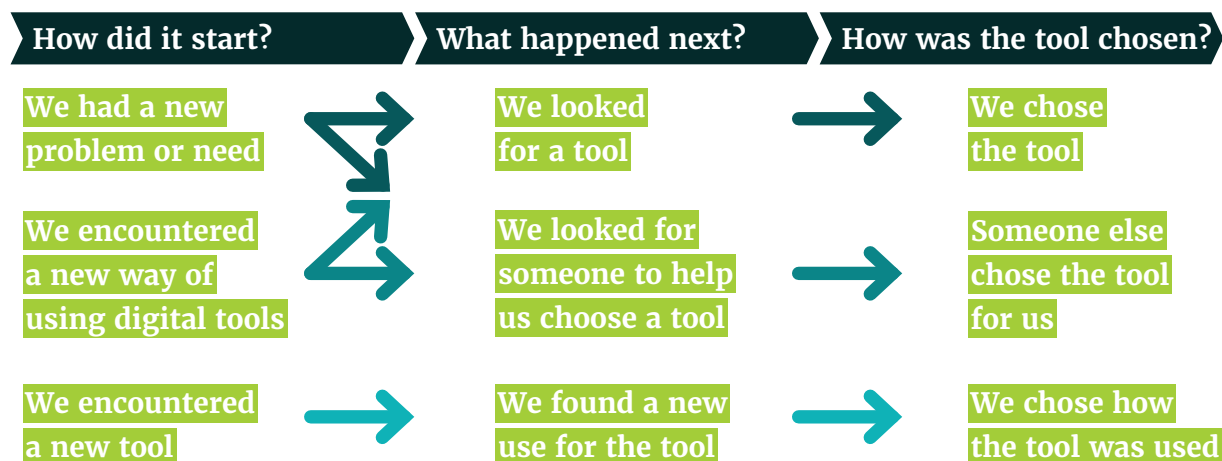 How did it start?
What happened next?
How was the tool chosen?
We had a new
problem or need
We looked
for a tool
We chose
the tool
We encountered
a new way of
using digital tools
We looked for
someone to help
us choose a tool
Someone else
chose the tool
for us
We encountered
a new tool
We found a new
use for the tool
We chose how
the tool was used